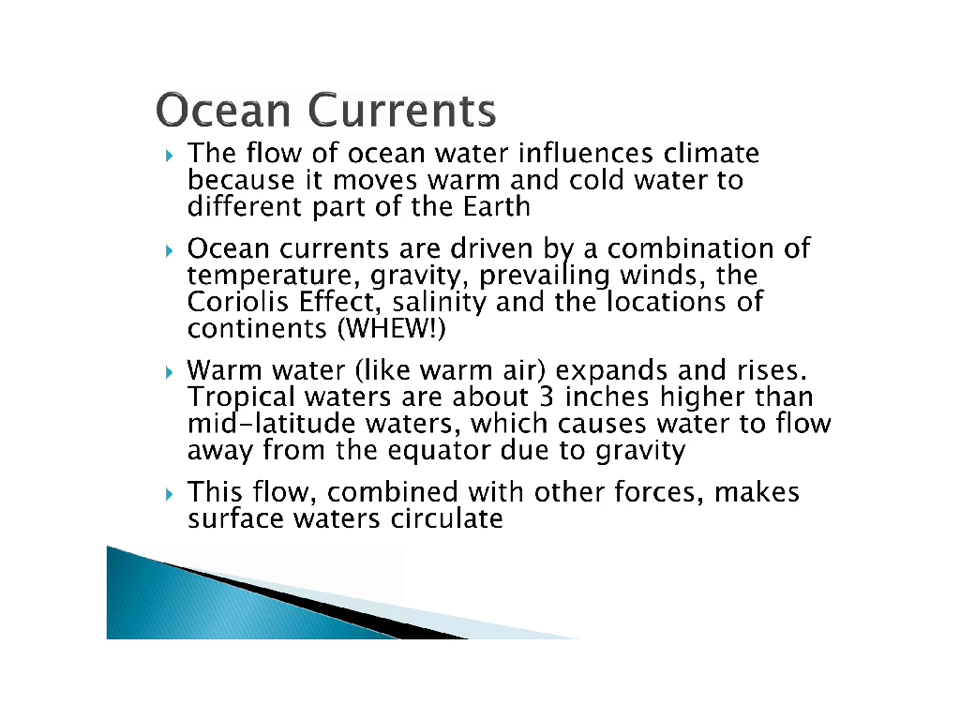 Ocean Currents
The flow of ocean water influences climate
because it moves warm and cold water to
different part of the Earth
Ocean currents are driven by a combination of
temperature, gravity, prevailing winds, the
Coriolis Effect, salinity and the locations of
continents (WHEW!)
Warm water (like warm air) expands and rises.
Tropical waters are about 3 inches higher than
mid-latitude waters, which causes water to flow
away from the equator due to gravity
This flow, combined with other forces, makes
surface waters circulate